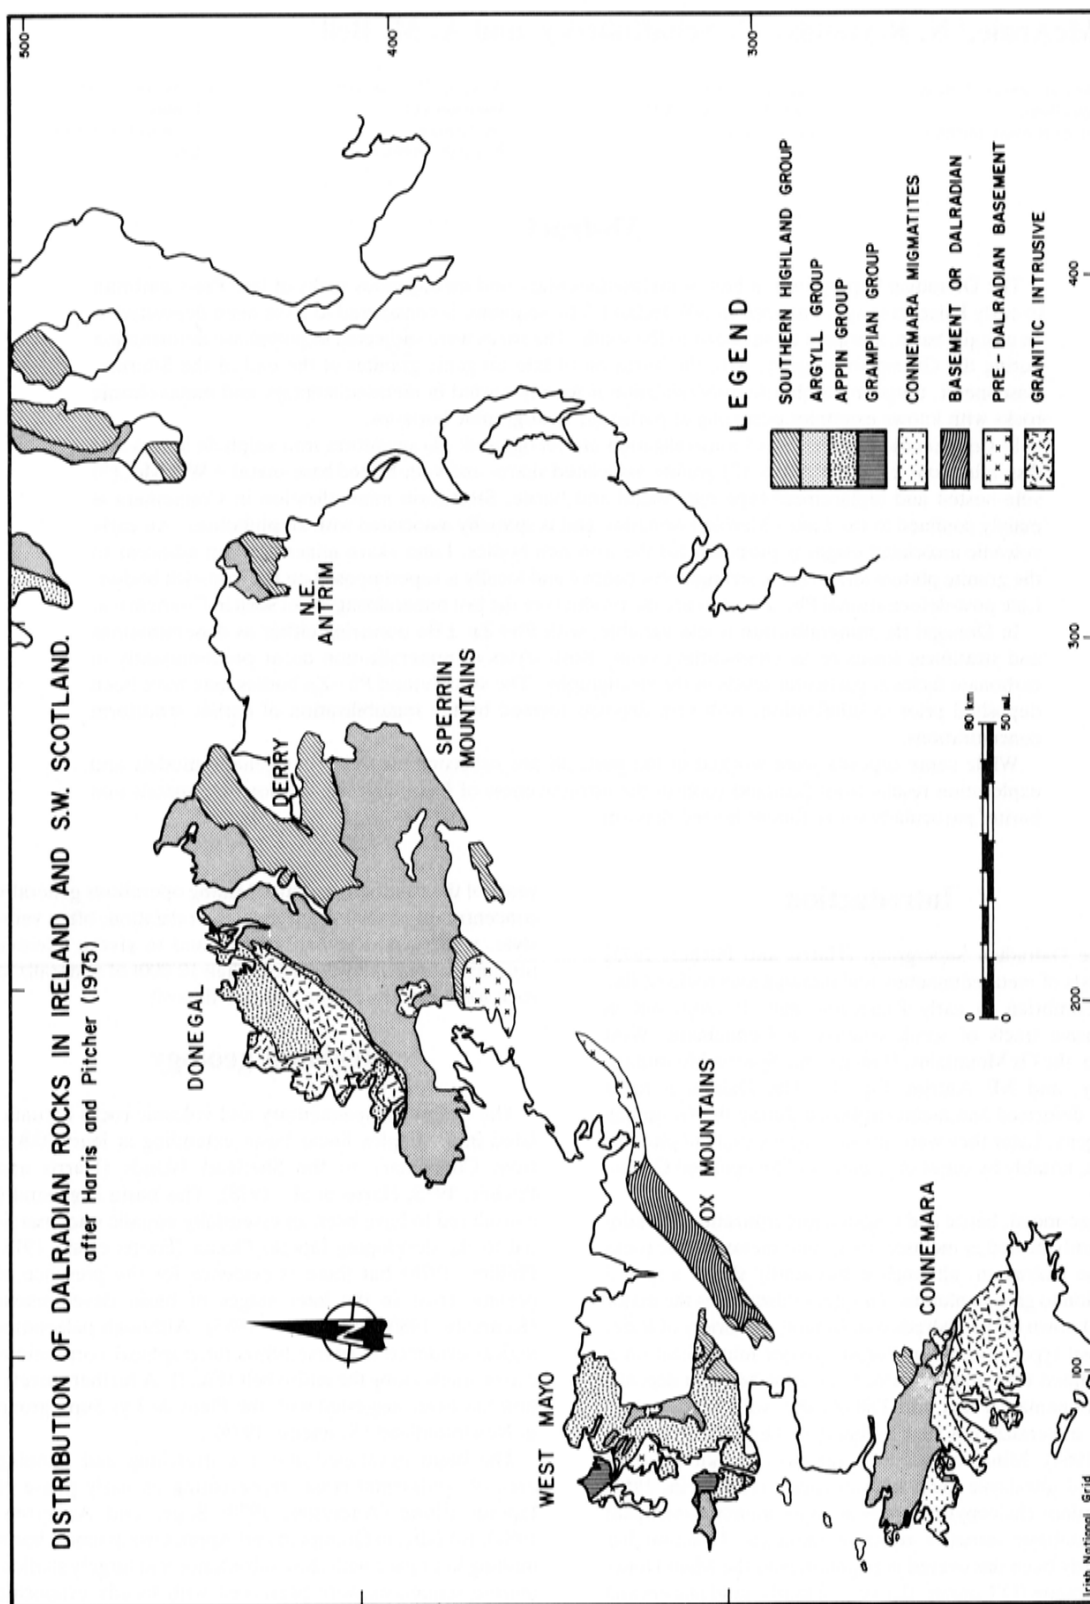 DISTRIBUTION OF DALRADIAN ROCKS IN IRELAND AND S.W. SCOTLAND.
after Harris and Pitcher (1975)
500
400
300
N
DONEGAL
DERRY
N.E.
ANTRIM
SPERRIN
MOUNTAINS
WEST MAYO
OX MOUNTAINS
CONNEMARA
LEGEND
SOUTHERN HIGHLAND GROUP
ARGYLL GROUP
APPIN GROUP
GRAMPIAN GROUP
CONNEMARA MIGMATITES
BASEMENT OR DALRADIAN
PRE-DALRADIAN BASEMENT
GRANITIC INTRUSIVE
0 80 km
0 50 mL
Irish National Grid
100
200
300
400